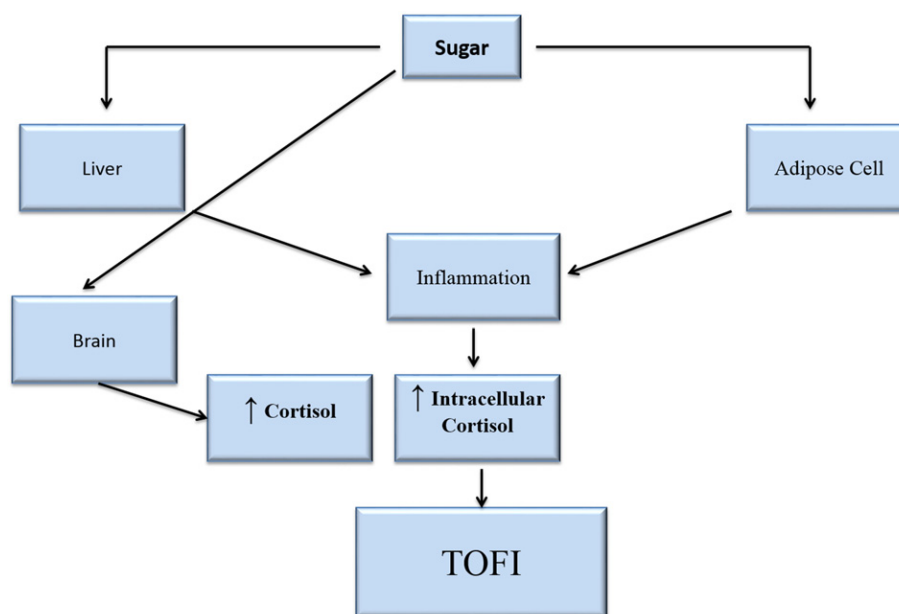 Sugar
Liver
Adipose Cell
Inflammation
Brain
↑ Cortisol
↑ Intracellular
Cortisol
TOFI